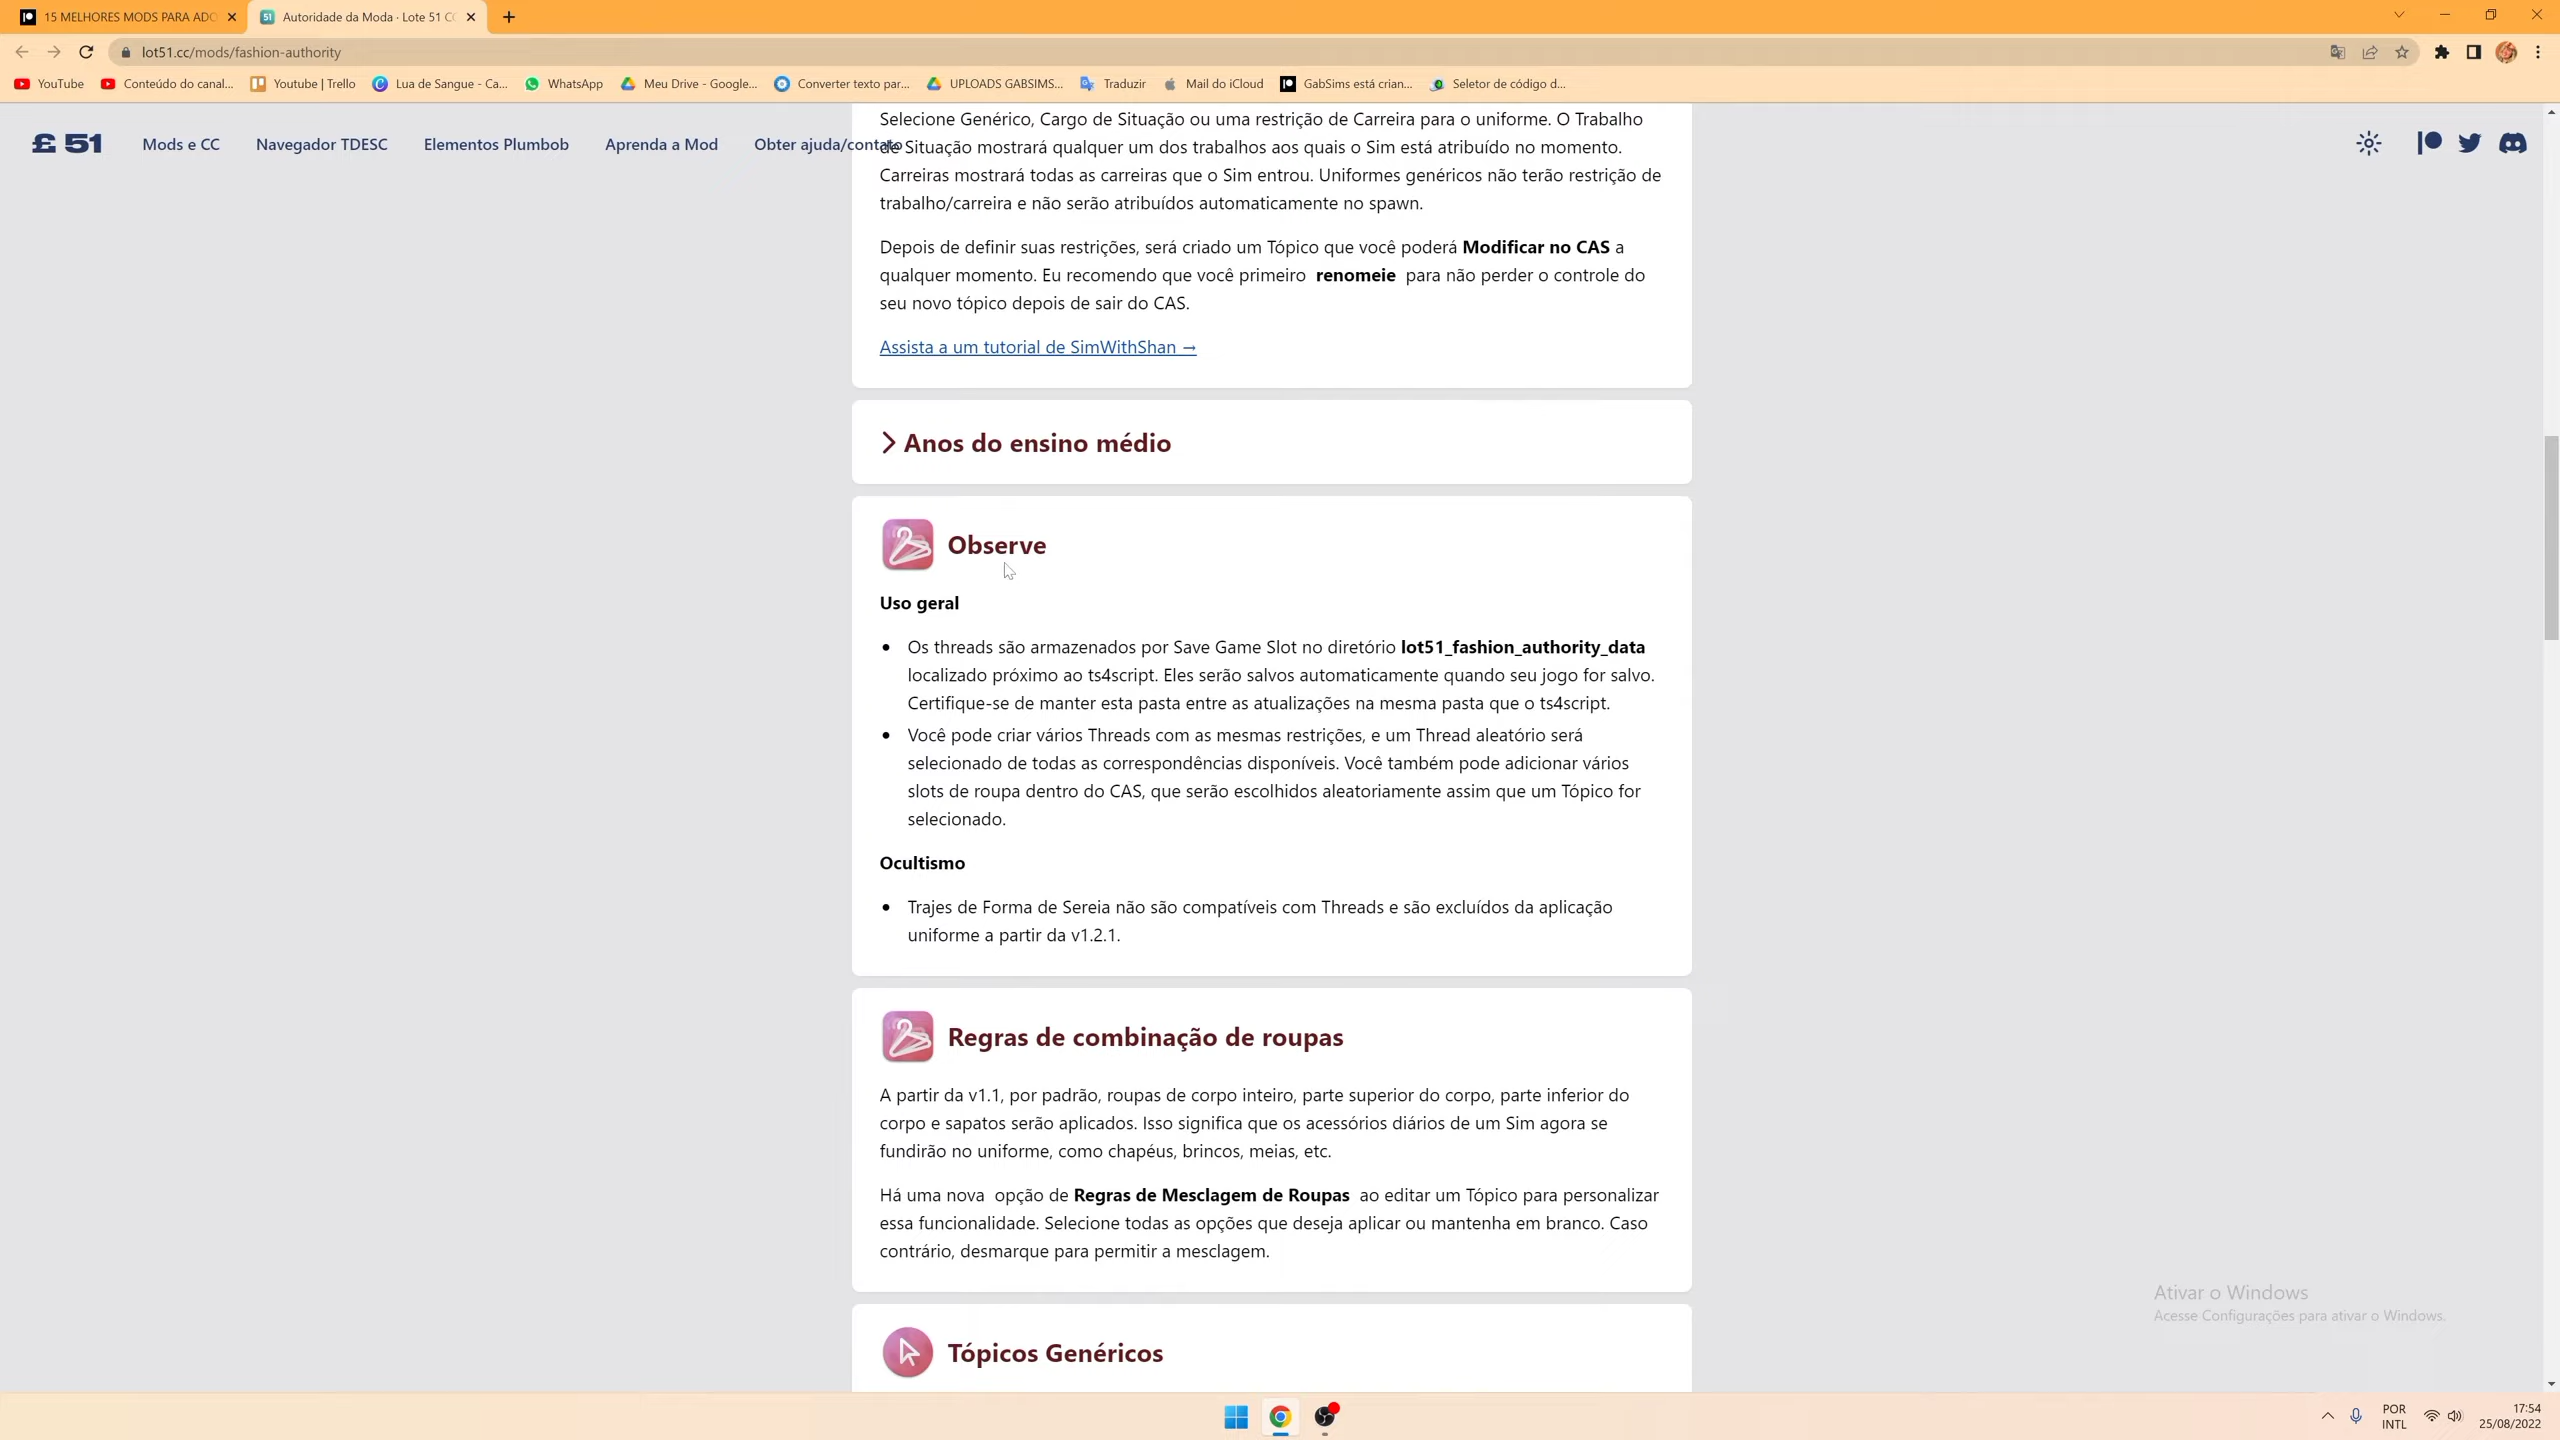 15 MELHORES MODS PARA ADO
Autoridade da Moda · Lote 51 CC
lot51.cc/mods/fashion-authority
YouTube
Conteúdo do canal...
Youtube | Trello
Lua de Sangue - Ca...
WhatsApp
Meu Drive - Google...
Converter texto par...
UPLOADS GABSIMS...
Traduzir
Mail do iCloud
GabSims está crian...
Seletor de código d...
£ 51
Mods e CC
Navegador TDESC
Elementos Plumbob
Aprenda a Mod
Obter ajuda/contato
Selecione Genérico, Cargo de Situação ou uma restrição de Carreira para o uniforme. O Trabalho
de Situação mostrará qualquer um dos trabalhos aos quais o Sim está atribuído no momento.
Carreiras mostrará todas as carreiras que o Sim entrou. Uniformes genéricos não terão restrição de
trabalho/carreira e não serão atribuídos automaticamente no spawn.
Depois de definir suas restrições, será criado um Tópico que você poderá Modificar no CAS a
qualquer momento. Eu recomendo que você primeiro renomeie para não perder o controle do
seu novo tópico depois de sair do CAS.
Assista a um tutorial de SimWithShan →
Anos do ensino médio
Observe
Uso geral
• Os threads são armazenados por Save Game Slot no diretório lot51_fashion_authority_data
localizado próximo ao ts4script. Eles serão salvos automaticamente quando seu jogo for salvo.
Certifique-se de manter esta pasta entre as atualizações na mesma pasta que o ts4script.
• Você pode criar vários Threads com as mesmas restrições, e um Thread aleatório será
selecionado de todas as correspondências disponíveis. Você também pode adicionar vários
slots de roupa dentro do CAS, que serão escolhidos aleatoriamente assim que um Tópico for
selecionado.
Ocultismo
• Trajes de Forma de Sereia não são compatíveis com Threads e são excluídos da aplicação
uniforme a partir da v1.2.1.
Regras de combinação de roupas
A partir da v1.1, por padrão, roupas de corpo inteiro, parte superior do corpo, parte inferior do
corpo e sapatos serão aplicados. Isso significa que os acessórios diários de um Sim agora se
fundirão no uniforme, como chapéus, brincos, meias, etc.
Há uma nova opção de Regras de Mesclagem de Roupas ao editar um Tópico para personalizar
essa funcionalidade. Selecione todas as opções que deseja aplicar ou mantenha em branco. Caso
contrário, desmarque para permitir a mesclagem.
Tópicos Genéricos
Ativar o Windows
Acesse Configurações para ativar o Windows.
POR
INTL
17:54
25/08/2022